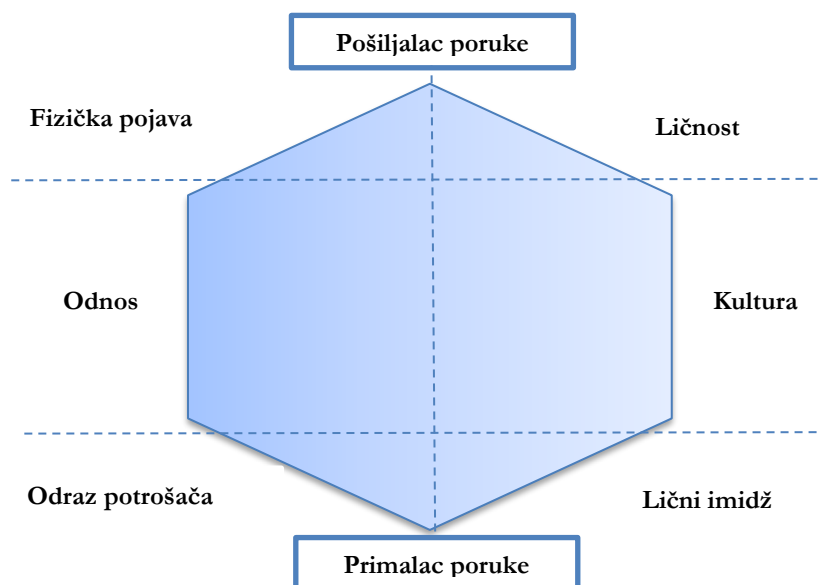 Pošiljalac poruke
Fizička pojava
Ličnost
Odnos
Kultura
Odraz potrošača
Lični imidž
Primalac poruke